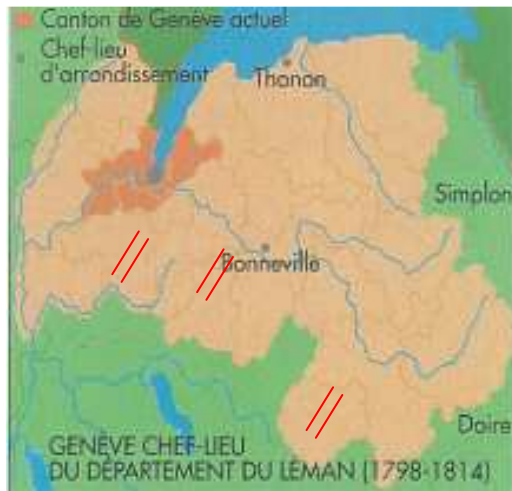 Canton de Genève actuel
Chef-lieu
d'arrondissement
Thonon
Simplon
Bonneville
Doire
GENÈVE CHEF-LIEU
DU DÉPARTEMENT DU LÉMAN (1798-1814)